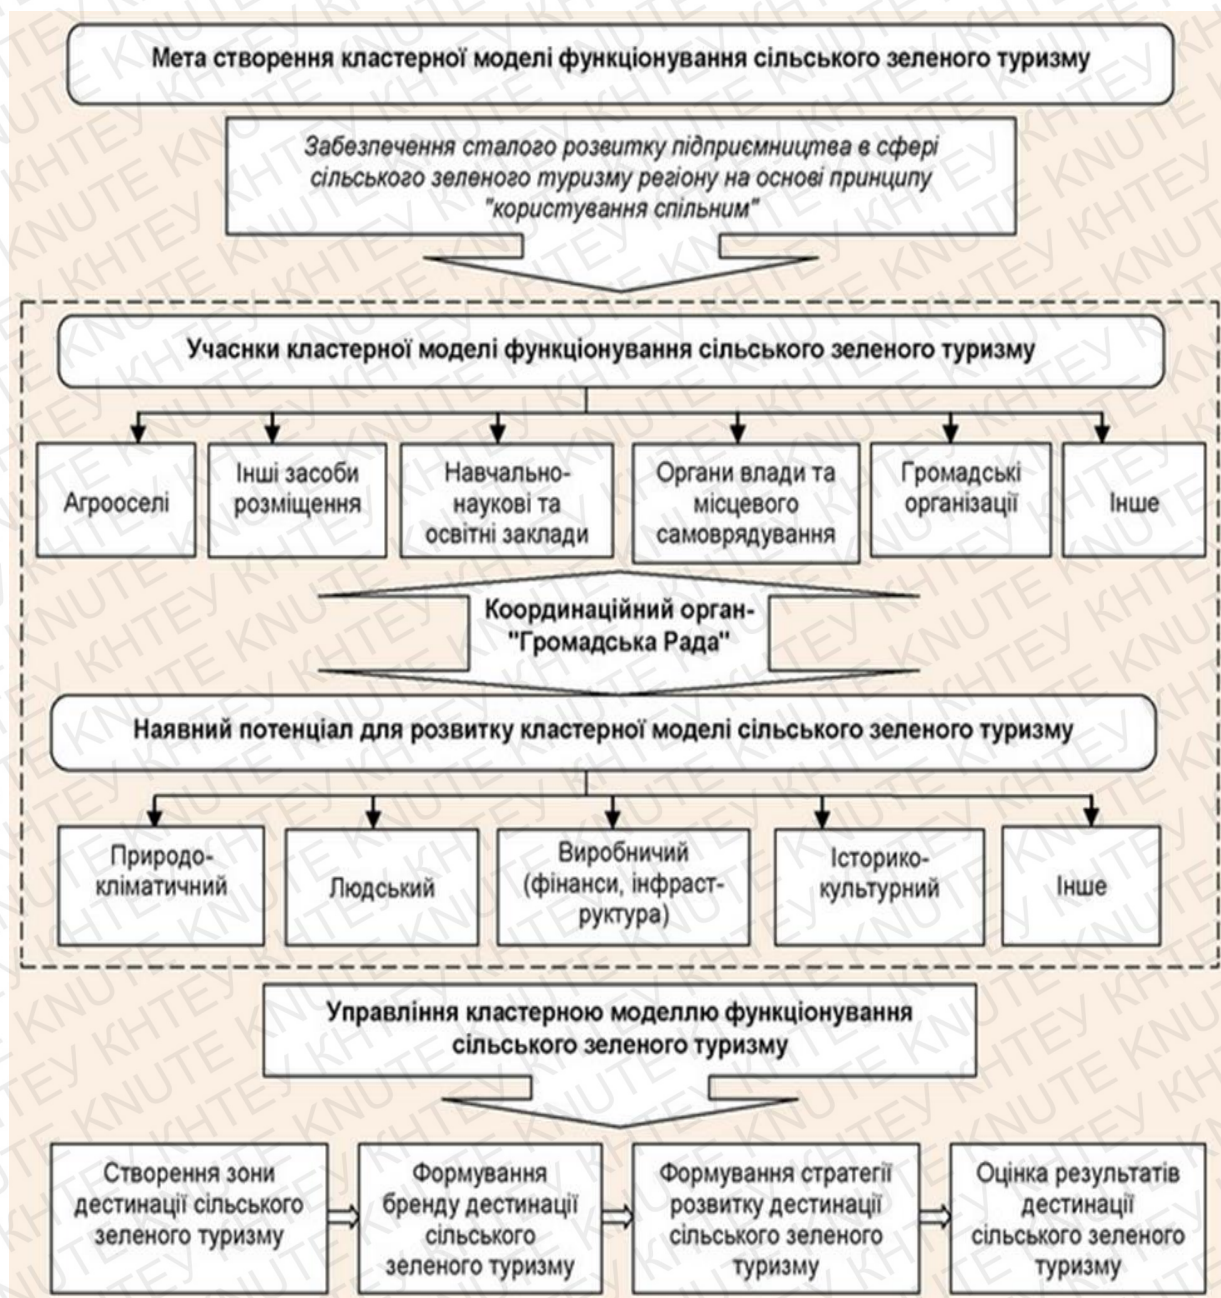 Мета створення кластерної моделі функціонування сільського зеленого туризму
Забезпечення сталого розвитку підприємництва в сфері
сільського зеленого туризму регіону на основі принципу
"користування спільним"
Учаснки кластерної моделі функціонування сільського зеленого туризму
Агрооселі
Інші засоби
розміщення
Навчально-
наукові та
освітні заклади
Органи влади та
місцевого
самоврядування
Громадські
організації
Інше
Координаційний орган-
"Громадська Рада"
Наявний потенціал для розвитку кластерної моделі сільського зеленого туризму
Природо-
кліматичний
Людський
Виробничий
(фінанси, інфраст-
руктура)
Історико-
культурний
Інше
Управління кластерною моделлю функціонування
сільського зеленого туризму
Створення зони
дестинації сільського
зеленого туризму
Формування
бренду дестинації
сільського
зеленого туризму
Формування стратегії
розвитку дестинації
сільського зеленого
туризму
Оцінка результатів
дестинації
сільського зеленого
туризму
KNUTE КНТЕУ